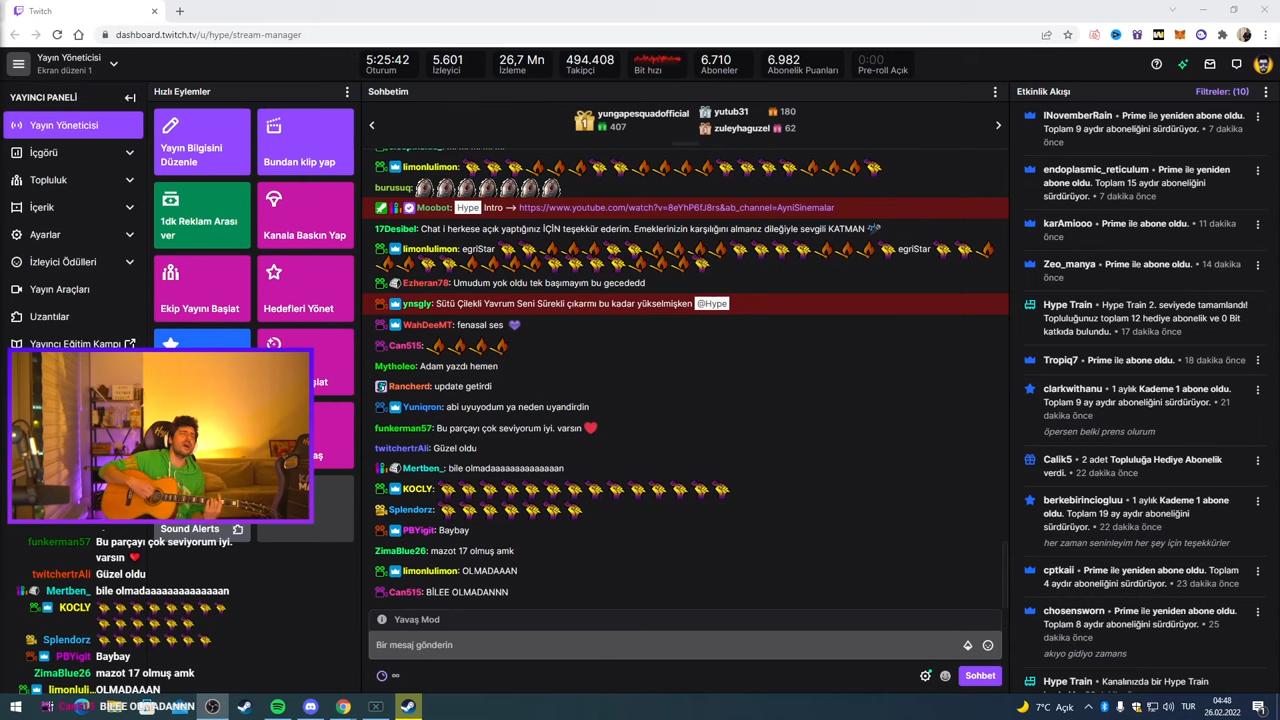 Twitch
dashboard.twitch.tv/u/hype/stream-manager
Yayın Yöneticisi
Ekran düzeni 1
5:25:42
Oturum
5.601
İzleyici
26,7 Mn
İzleme
494.408
Takipçi
Bit hızı
6.710
Aboneler
6.982
Abonelik Puanları
0:00
Pre-roll Açık
YAYINCI PANELİ
Yayın Yöneticisi
İçgörü
Topluluk
İçerik
Ayarlar
İzleyici Ödülleri
Yayın Araçları
Uzantılar
Yayıncı Eğitim Kampı
Hızlı Eylemler
Yayın Bilgisini
Düzenle
Bundan klip yap
1dk Reklam Arası
ver
Kanala Baskın Yap
Ekip Yayını Başlat
Hedefleri Yönet
Sound Alerts
funkerman57 Bu parçayı çok seviyorum iyi.
varsın
twitchertrAli Güzel oldu
Mertben_ bile olmadaaaaaaaaaaaaan
KOCLY
Splendorz
PBYigit Baybay
ZimaBlue26 mazot 17 olmuş amk
limonluli... OLMADAAAN
Can515 BİLEE OLMADANNN
Sohbetim
yungapesquadofficial
407
yutub31 180
zuleyhaguzel 62
limonlulimon:
burusuq:
Moobot: Hype Intro --> https://www.youtube.com/watch?v=8eYhP6fJ8rs&ab_channel=AyniSinemalar
17Desibel: Chat i herkese açık yaptığınız İÇİN teşekkür ederim. Emeklerinizin karşılığını almanız dileğiyle sevgili KATMAN
limonlulimon: egriStar egriStar
Ezheran78: Umudum yok oldu tek başımayım bu gecededd
ynsgly: Sütü Çilekli Yavrum Seni Sürekli çıkarmı bu kadar yükselmişken @Hype
WahDeeMT: fenasal ses
Can515:
Mytholeo: Adam yazdı hemen
Rancherd: update getirdi
Yuniqron: abi uyuyodum ya neden uyandirdin
funkerman57: Bu parçayı çok seviyorum iyi. varsın
twitchertrAli: Güzel oldu
Mertben_: bile olmadaaaaaaaaaaaaan
KOCLY:
Splendorz:
PBYigit: Baybay
ZimaBlue26: mazot 17 olmuş amk
limonlulimon: OLMADAAAN
Can515: BİLEE OLMADANNN
Yavaş Mod
Bir mesaj gönderin
Sohbet
Etkinlik Akışı
Filtreler: (10)
INovemberRain • Prime ile yeniden abone oldu.
Toplam 9 aydır aboneliğini sürdürüyor. • 7 dakika
önce
endoplasmic_reticulum • Prime ile yeniden
abone oldu. Toplam 15 aydır aboneliğini
sürdürüyor. • 7 dakika önce
karAmiooo • Prime ile abone oldu. • 11 dakika
önce
Zeo_manya • Prime ile abone oldu. • 14 dakika
önce
Hype Train • Hype Train 2. seviyede tamamlandı!
Topluluğunuz toplam 12 hediye abonelik ve 0 Bit
katkıda bulundu. • 17 dakika önce
Tropiq7 • Prime ile abone oldu. • 18 dakika önce
clarkwithanu • 1 aylık Kademe 1 abone oldu.
Toplam 9 ay aydır aboneliğini sürdürüyor. • 21
dakika önce
öpersen belki prens olurum
Calik5 • 2 adet Topluluğa Hediye Abonelik
verdi. • 22 dakika önce
berkebirinciogluu • 1 aylık Kademe 1 abone
oldu. Toplam 19 ay aydır aboneliğini sürdürüyor.
• 22 dakika önce
her zaman seninleyim her şey için teşekkürler
cptkaii • Prime ile yeniden abone oldu. Toplam
4 aydır aboneliğini sürdürüyor. • 23 dakika önce
chosensworn • Prime ile yeniden abone oldu.
Toplam 8 aydır aboneliğini sürdürüyor. • 25
dakika önce
akıyo gidiyo zamans
Hype Train • Kanalınızda bir Hype Train
7°C Açık
TUR
04:48
26.02.2022